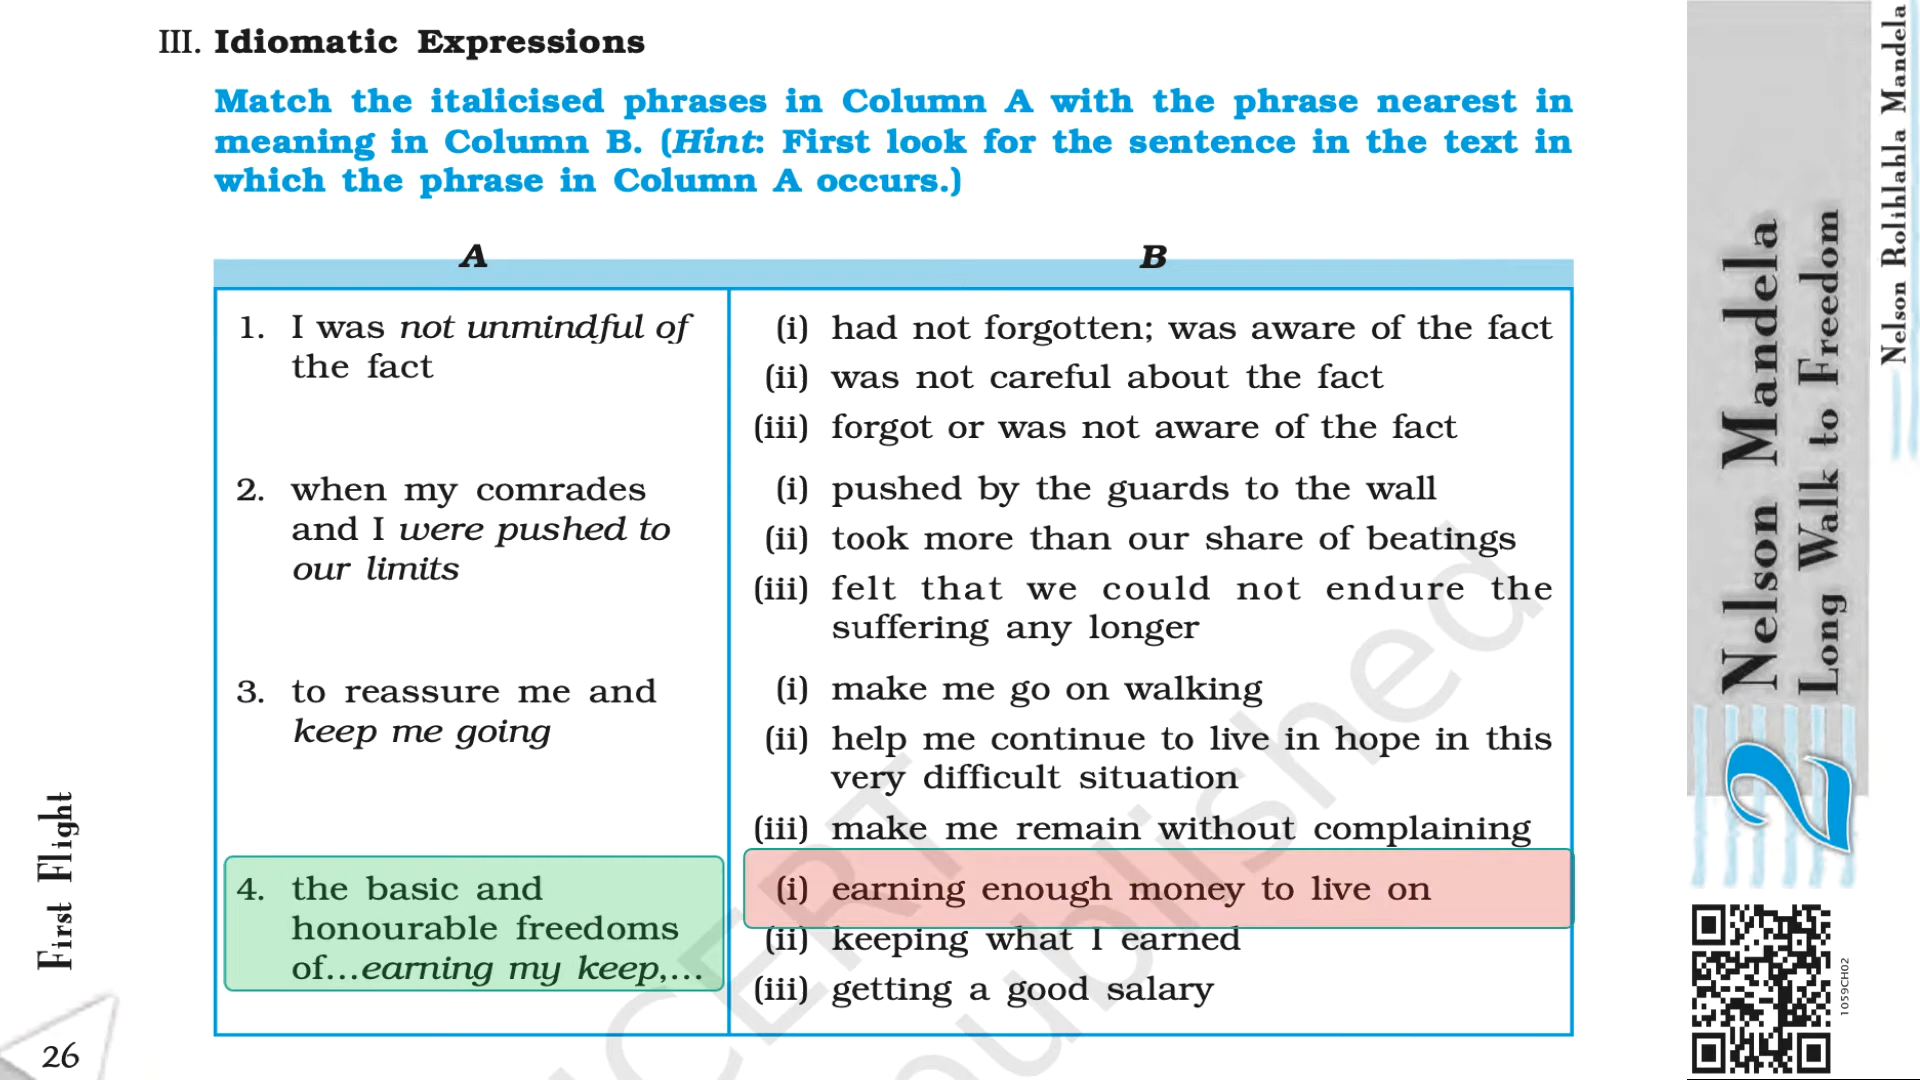 III. Idiomatic Expressions
Match the italicised phrases in Column A with the phrase nearest in
meaning in Column B. (Hint: First look for the sentence in the text in
which the phrase in Column A occurs.)
A
B
1. I was not unmindful of
the fact
(i) had not forgotten; was aware of the fact
(ii) was not careful about the fact
(iii) forgot or was not aware of the fact
2. when my comrades
and I were pushed to
our limits
(i) pushed by the guards to the wall
(ii) took more than our share of beatings
(iii) felt that we could not endure the
suffering any longer
3. to reassure me and
keep me going
(i) make me go on walking
(ii) help me continue to live in hope in this
very difficult situation
(iii) make me remain without complaining
4. the basic and
honourable freedoms
of...earning my keep,...
(i) earning enough money to live on
(ii) keeping what I earned
(iii) getting a good salary
First Flight
26
Nelson Mandela
Long Walk to Freedom
2
Nelson Rolihlahla Mandela
1059CH02